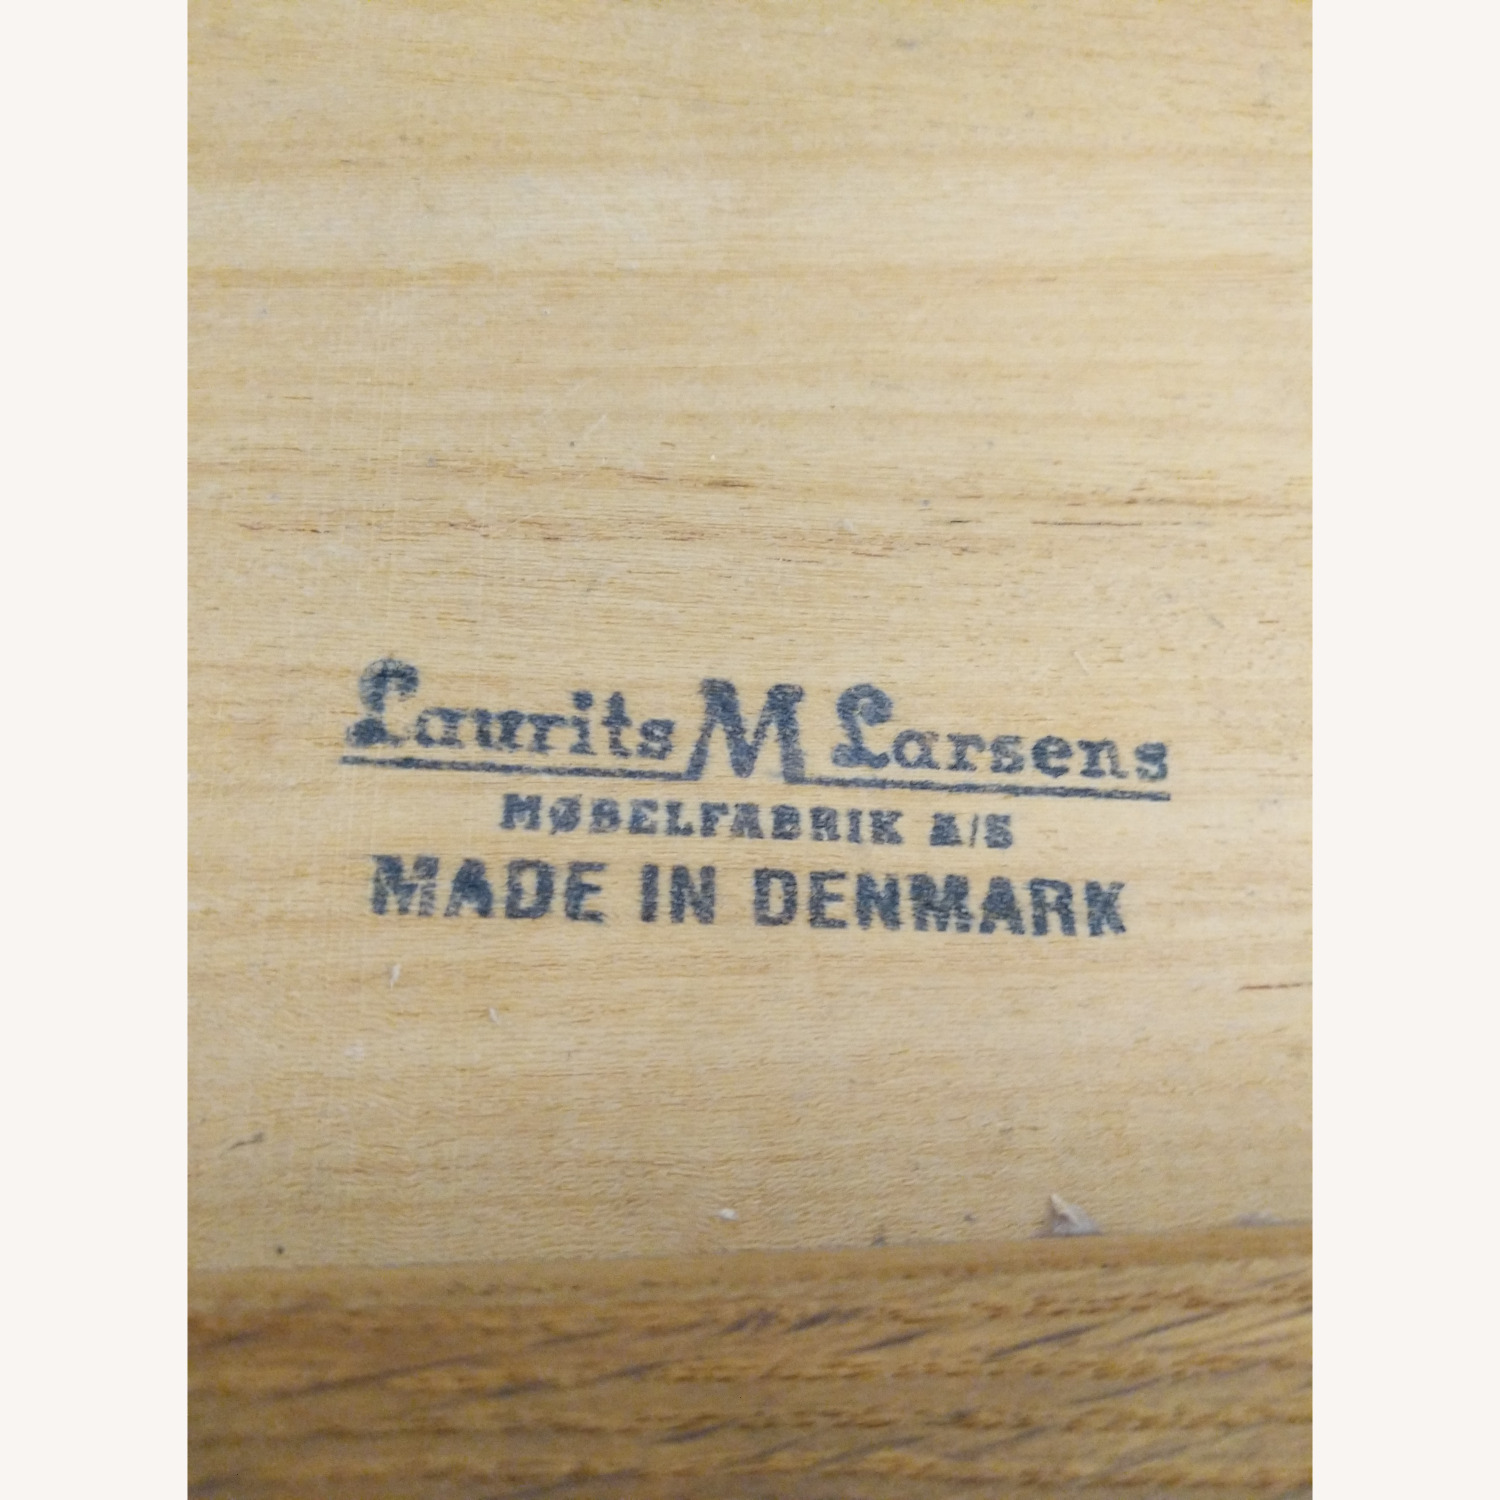 Laurits M Larsens
MØBELFABRIK A/S
MADE IN DENMARK